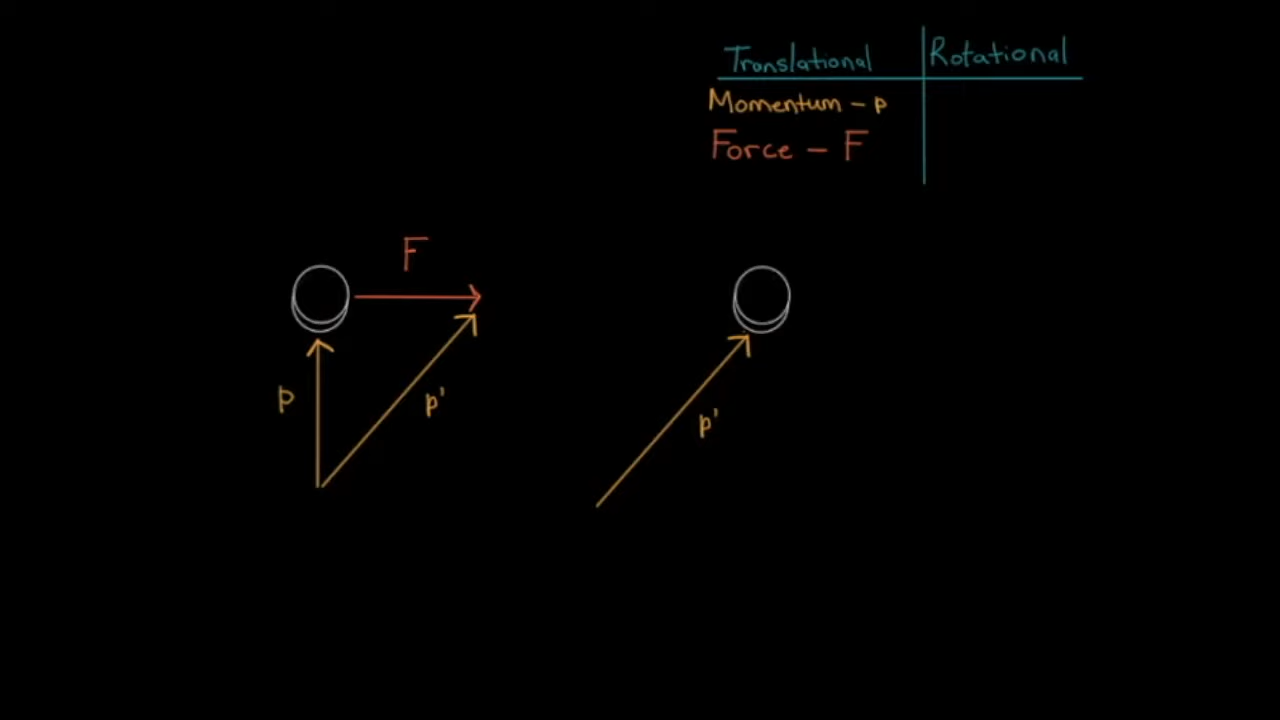 Translational Rotational
Momentum - p
Force - F
F
p
p'
p'